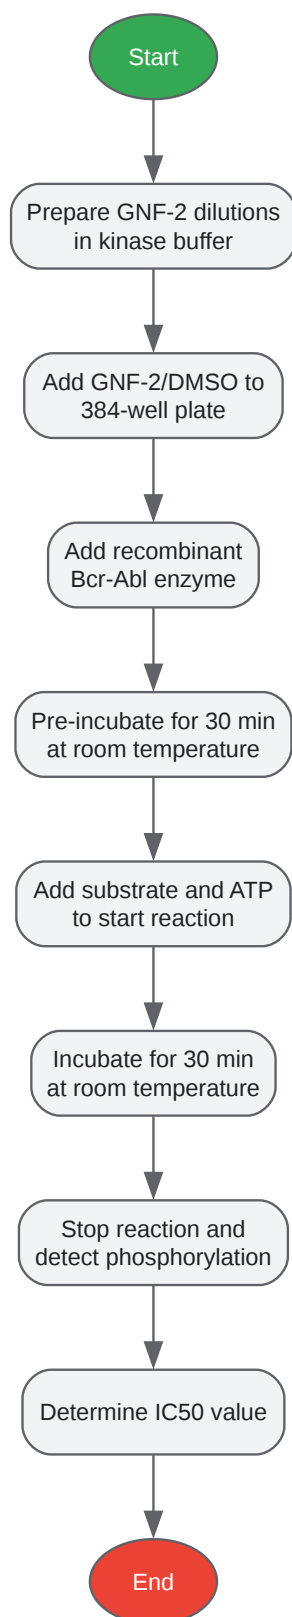 Start
Prepare GNF-2 dilutions
in kinase buffer
Add GNF-2/DMSO to
384-well plate
Add recombinant
Bcr-Abl enzyme
Pre-incubate for 30 min
at room temperature
Add substrate and ATP
to start reaction
Incubate for 30 min
at room temperature
Stop reaction and
detect phosphorylation
Determine IC50 value
End